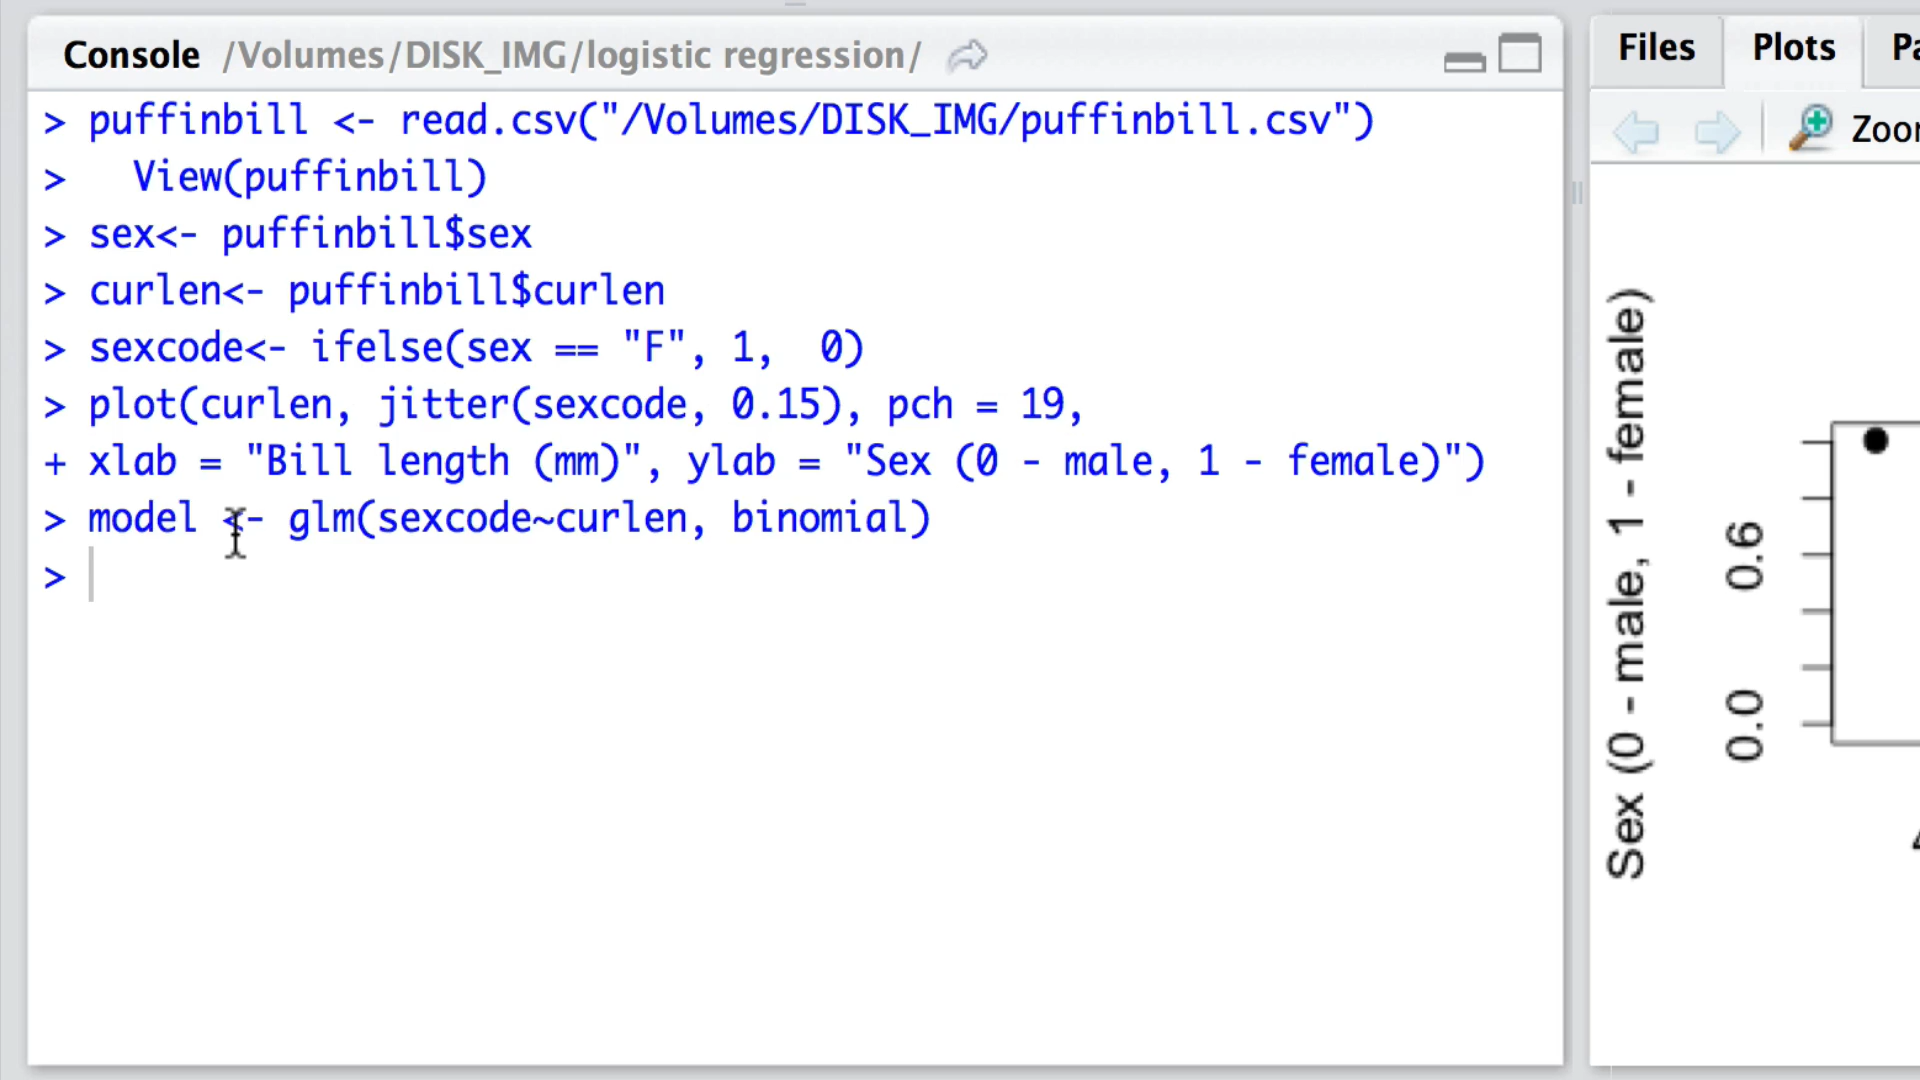 Console /Volumes/DISK_IMG/logistic regression/
> puffinbill <- read.csv("/Volumes/DISK_IMG/puffinbill.csv")
>   View(puffinbill)
> sex<- puffinbill$sex
> curlen<- puffinbill$curlen
> sexcode<- ifelse(sex == "F", 1,  0)
> plot(curlen, jitter(sexcode, 0.15), pch = 19,
+ xlab = "Bill length (mm)", ylab = "Sex (0 - male, 1 - female)")
> model <- glm(sexcode~curlen, binomial)
>
Files Plots
Sex (0 - male, 1 - female)
0.6
0.0